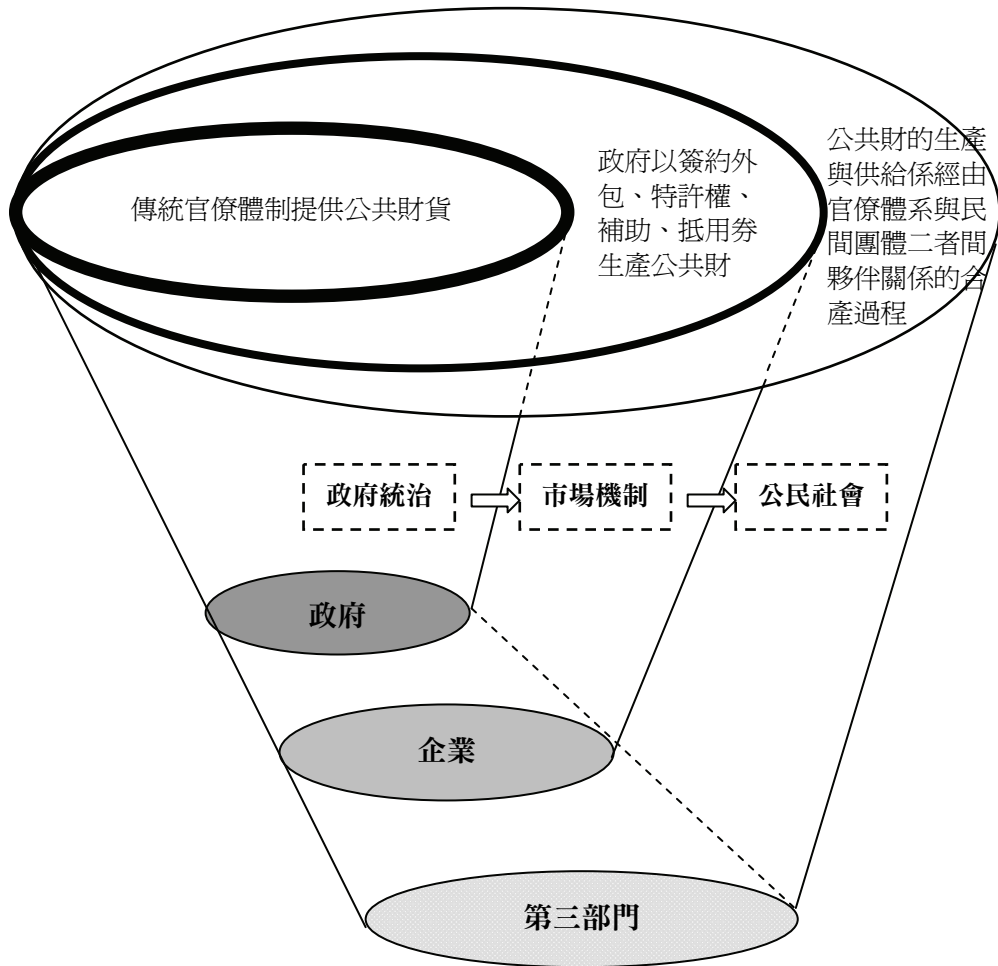 傳統官僚體制提供公共財貨
政府以簽約外
包、特許權、
補助、抵用券
生產公共財
公共財的生產
與供給係經由
官僚體系與民
間團體二者間
夥伴關係的合
產過程
政府統治
市場機制
公民社會
政府
企業
第三部門